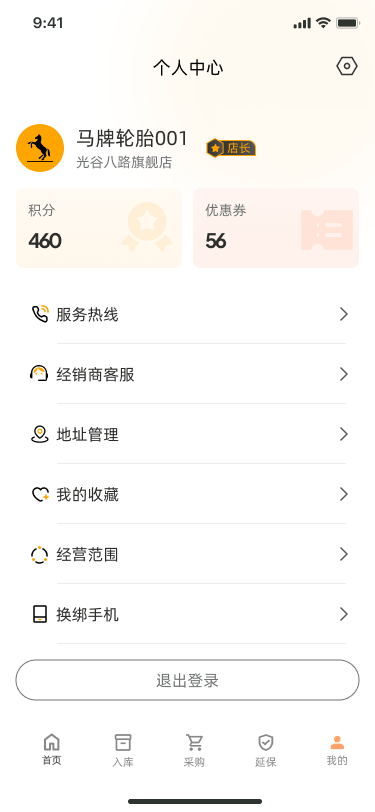 9:41
个人中心
马牌轮胎001
店长
光谷八路旗舰店
积分
460
优惠券
56
服务热线
经销商客服
地址管理
我的收藏
经营范围
换绑手机
退出登录
首页
入库
采购
延保
我的